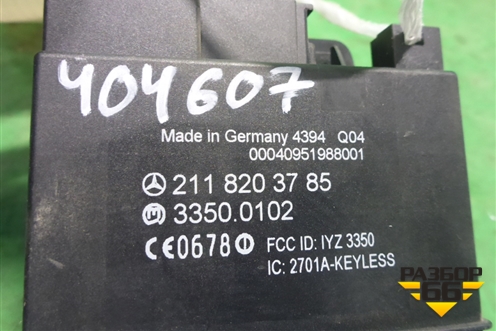 404607
Made in Germany 4394 Q04
00040951988001
211 820 37 85
3350.0102
CE0678
FCC ID: IYZ 3350
IC: 2701A-KEYLESS
РАЗБОР
66